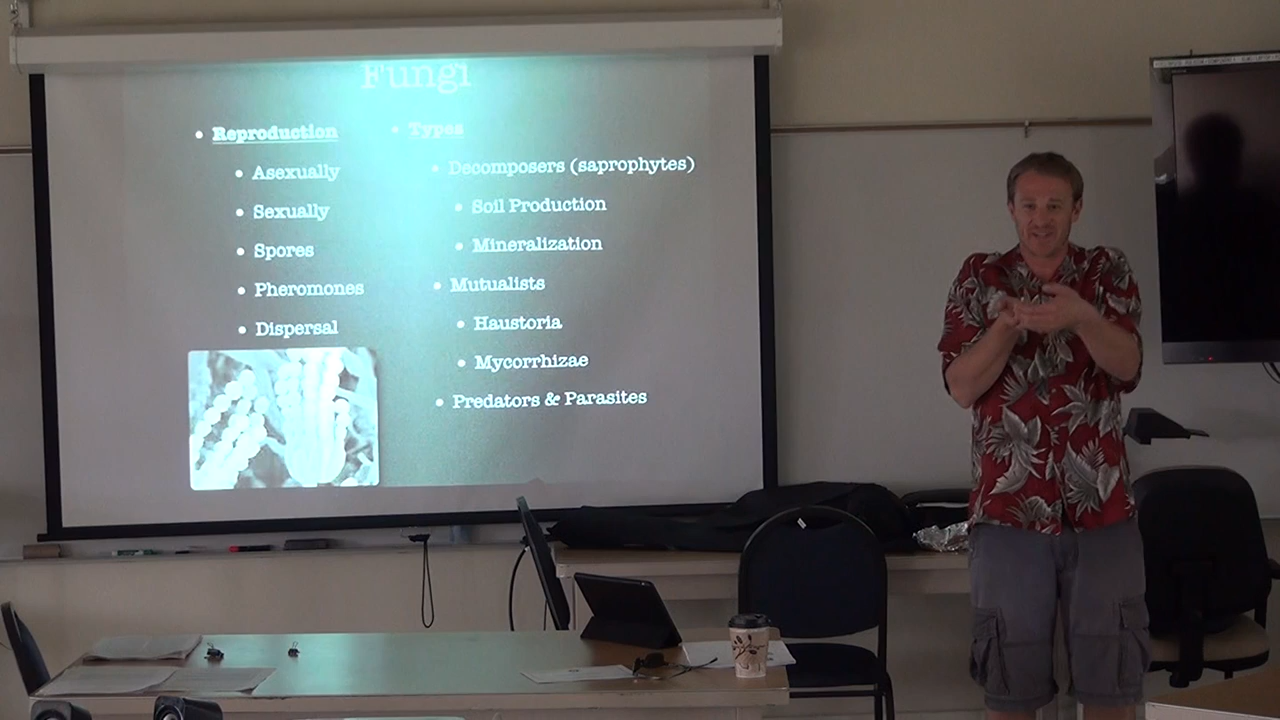 Fungi
• Reproduction
• Asexually
• Sexually
• Spores
• Pheromones
• Dispersal
• Types
• Decomposers (saprophytes)
• Soil Production
• Mineralization
• Mutualists
• Haustoria
• Mycorrhizae
• Predators & Parasites